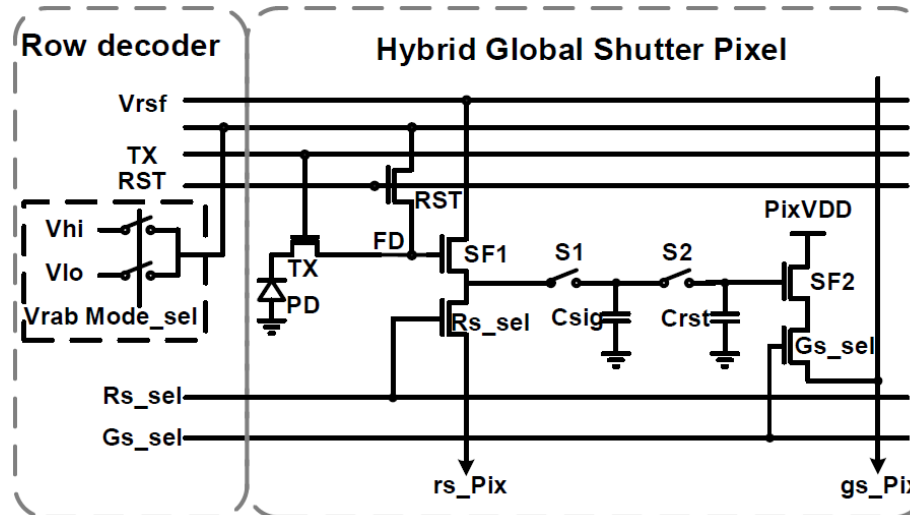 Row decoder
Hybrid Global Shutter Pixel
Vrsf
TX
RST
RST
PixVDD
Vhi
FD
SF1
S1
S2
Vlo
TX
SF2
PD
Rs_sel
Csig
Crst
Gs_sel
Vrab Mode_sel
Rs_sel
Gs_sel
rs_Pix
gs_Pix